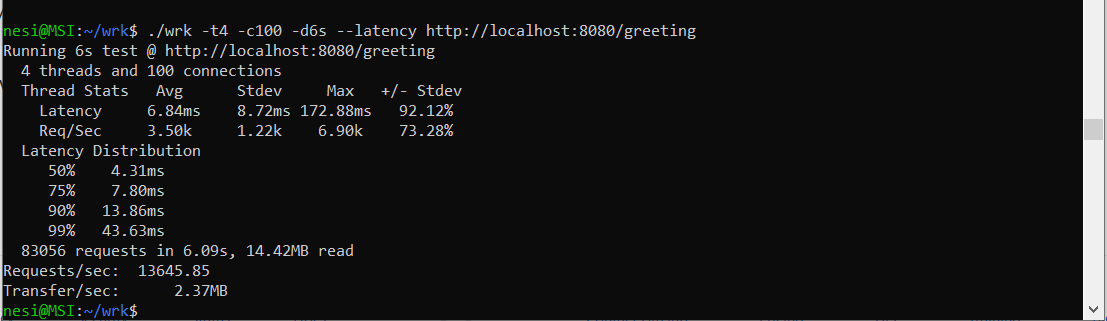 nesi@MSI:~/wrk$ ./wrk -t4 -c100 -d6s --latency http://localhost:8080/greeting
Running 6s test @ http://localhost:8080/greeting
  4 threads and 100 connections
  Thread Stats   Avg      Stdev     Max   +/- Stdev
    Latency     6.84ms    8.72ms 172.88ms   92.12%
    Req/Sec     3.50k     1.22k    6.90k    73.28%
  Latency Distribution
     50%    4.31ms
     75%    7.80ms
     90%   13.86ms
     99%   43.63ms
  83056 requests in 6.09s, 14.42MB read
Requests/sec:  13645.85
Transfer/sec:      2.37MB
nesi@MSI:~/wrk$